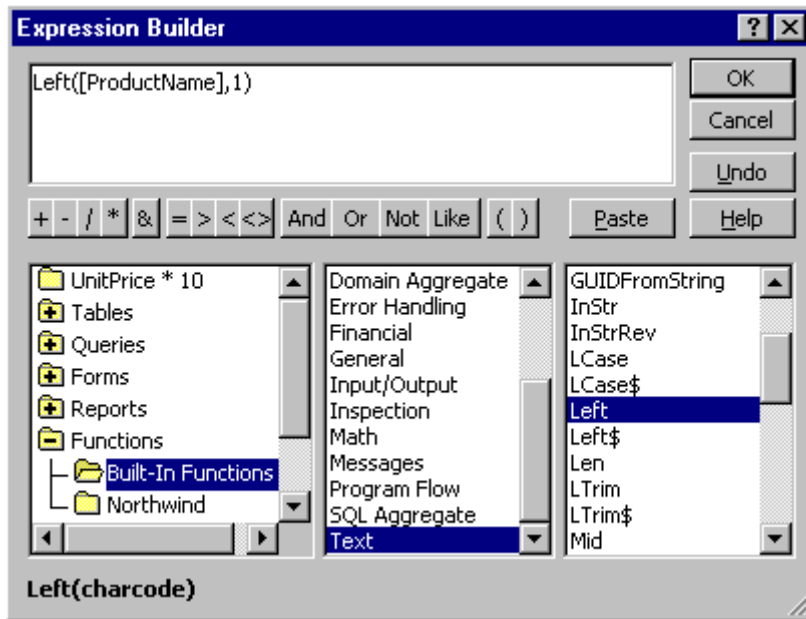 Expression Builder
? X
Left([ProductName],1)
OK
Cancel
Undo
+ - / * & = > < <> And Or Not Like ( ) Paste Help
UnitPrice * 10
Tables
Queries
Forms
Reports
Functions
Built-In Functions
Northwind
Domain Aggregate
Error Handling
Financial
General
Input/Output
Inspection
Math
Messages
Program Flow
SQL Aggregate
Text
GUIDFromString
InStr
InStrRev
LCase
LCase$
Left
Left$
Len
LTrim
LTrim$
Mid
Left(charcode)